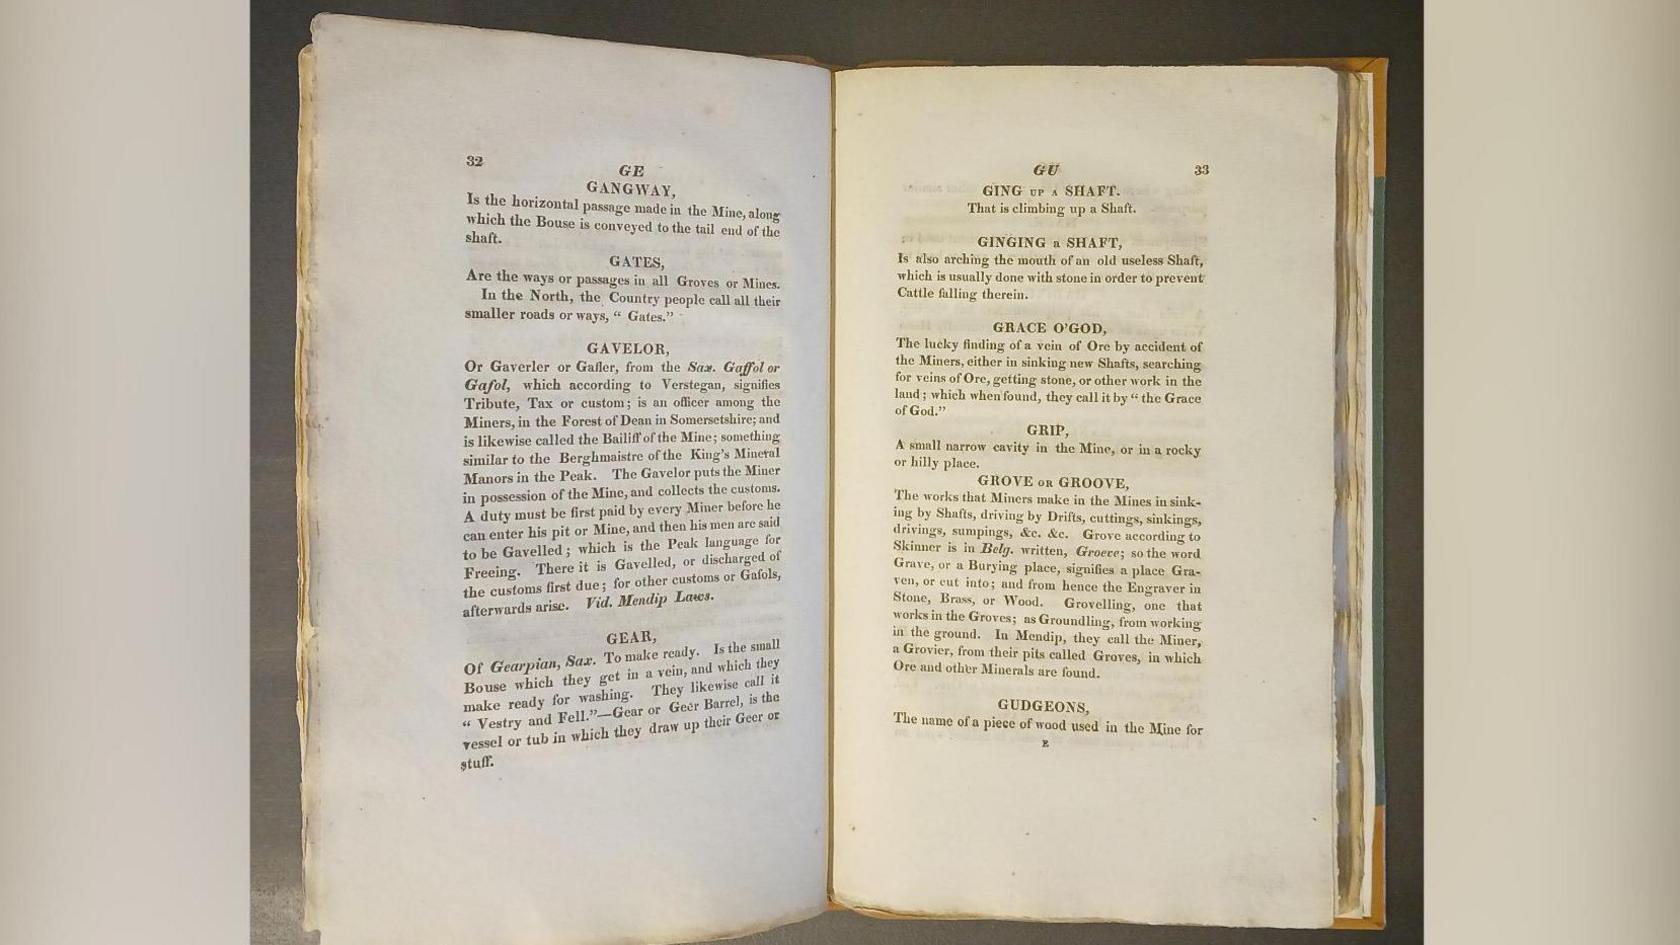 32
GE
GANGWAY,
Is the horizontal passage made in the Mine, along
which the Bouse is conveyed to the tail end of the
shaft.
GATES,
Are the ways or passages in all Groves or Mines.
In the North, the Country people call all their
smaller roads or ways, “ Gates.”
GAVELOR,
Or Gaverler or Gafler, from the Sax. Gaffol or
Gafol, which according to Verstegan, signifies
Tribute, Tax or custom; is an officer among the
Miners, in the Forest of Dean in Somersetshire; and
is likewise called the Bailiff of the Mine; something
similar to the Berghmaistre of the King's Mineral
Manors in the Peak. The Gavelor puts the Miner
in possession of the Mine, and collects the customs.
A duty must be first paid by every Miner before he
can enter his pit or Mine, and then his men are said
to be Gavelled; which is the Peak language for
Freeing. There it is Gavelled, or discharged of
the customs first due; for other customs or Gafols,
afterwards arise. Vid. Mendip Laws.
GEAR,
Of Gearpian, Sax. To make ready. Is the small
Bouse which they get in a vein, and which they
make ready for washing. They likewise call it
“ Vestry and Fell.”—Gear or Geer Barrel, is the
vessel or tub in which they draw up their Geer or
stuff.
GU
33
GING UP A SHAFT.
That is climbing up a Shaft.
GINGING a SHAFT,
Is also arching the mouth of an old useless Shaft,
which is usually done with stone in order to prevent
Cattle falling therein.
GRACE O'GOD,
The lucky finding of a vein of Ore by accident of
the Miners, either in sinking new Shafts, searching
for veins of Ore, getting stone, or other work in the
land; which when found, they call it by “ the Grace
of God.”
GRIP,
A small narrow cavity in the Mine, or in a rocky
or hilly place.
GROVE OR GROOVE,
The works that Miners make in the Mines in sink-
ing by Shafts, driving by Drifts, cuttings, sinkings,
drivings, sumpings, &c. &c. Grove according to
Skinner is in Belg. written, Groeve; so the word
Grave, or a Burying place, signifies a place Gra-
ven, or cut into; and from hence the Engraver in
Stone, Brass, or Wood. Grovelling, one that
works in the Groves; as Groundling, from working
in the ground. In Mendip, they call the Miner,
a Grovier, from their pits called Groves, in which
Ore and other Minerals are found.
GUDGEONS,
The name of a piece of wood used in the Mine for
E